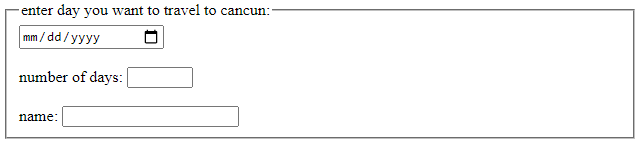 enter day you want to travel to cancun:
mm/dd/yyyy
number of days:
name: